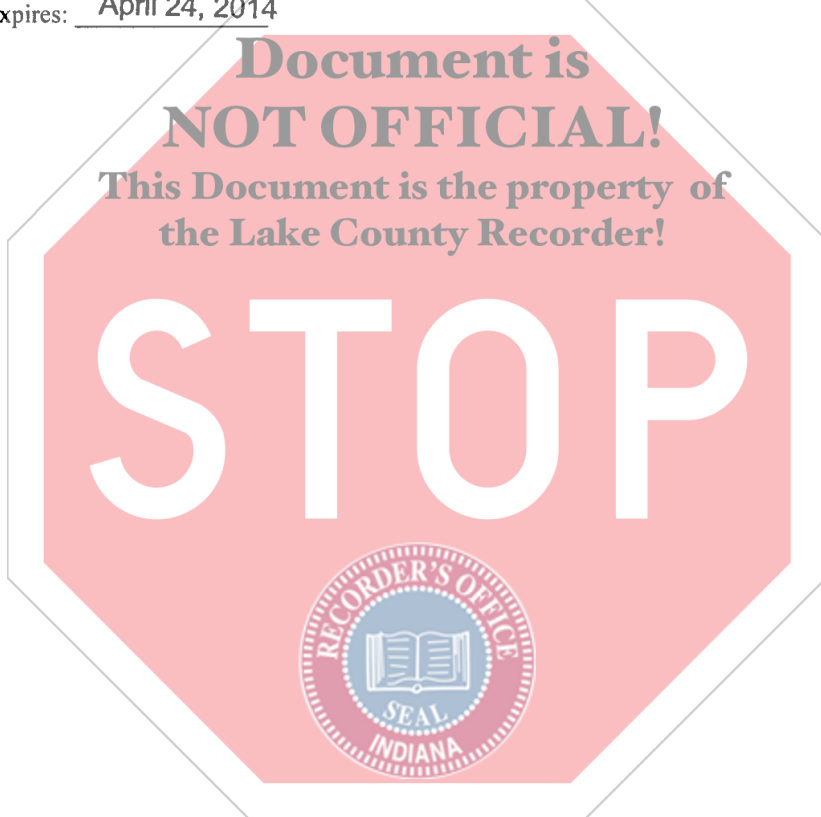 xpires: April 24, 2014
Document is
NOT OFFICIAL!
This Document is the property of
the Lake County Recorder!
STOP
RECORDER'S OFFICE
SEAL
INDIANA